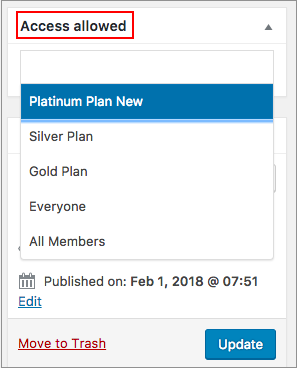 Access allowed
Platinum Plan New
Silver Plan
Gold Plan
Everyone
All Members
Published on: Feb 1, 2018 @ 07:51
Edit
Move to Trash
Update